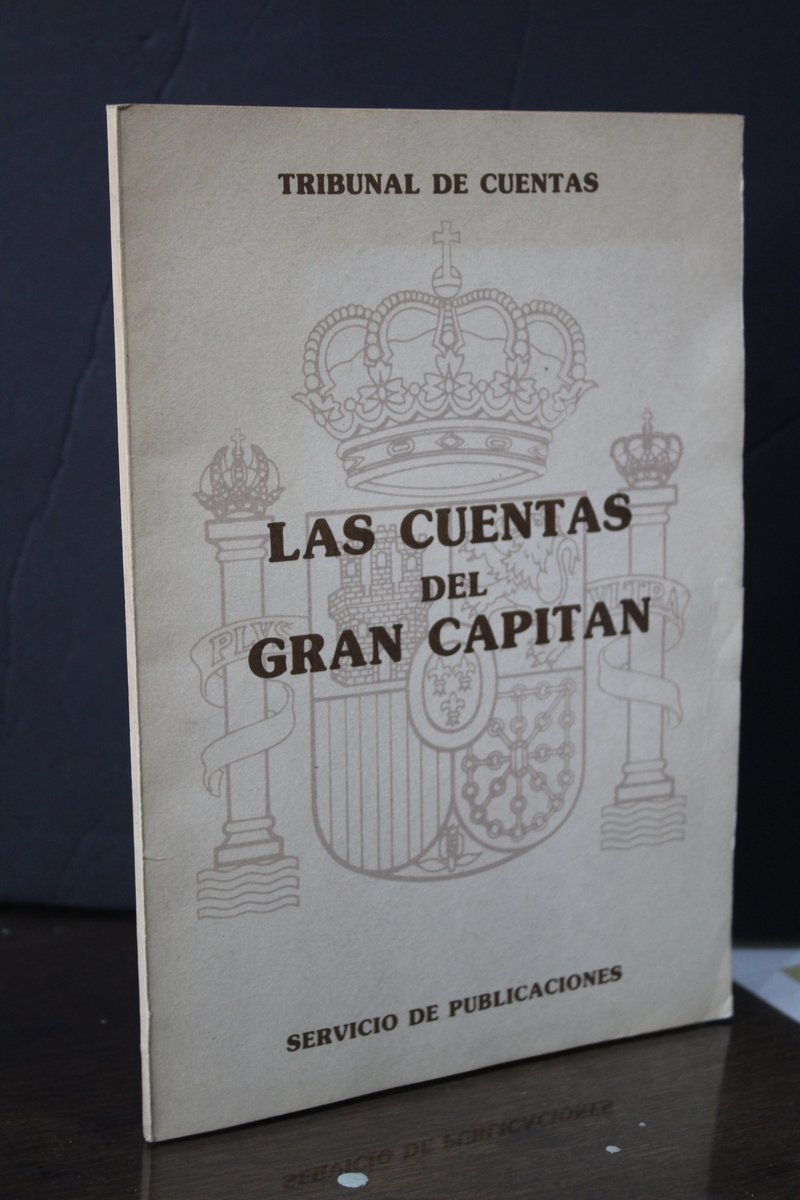 TRIBUNAL DE CUENTAS
LAS CUENTAS
DEL
GRAN CAPITAN
PLVS
VLTRA
SERVICIO DE PUBLICACIONES